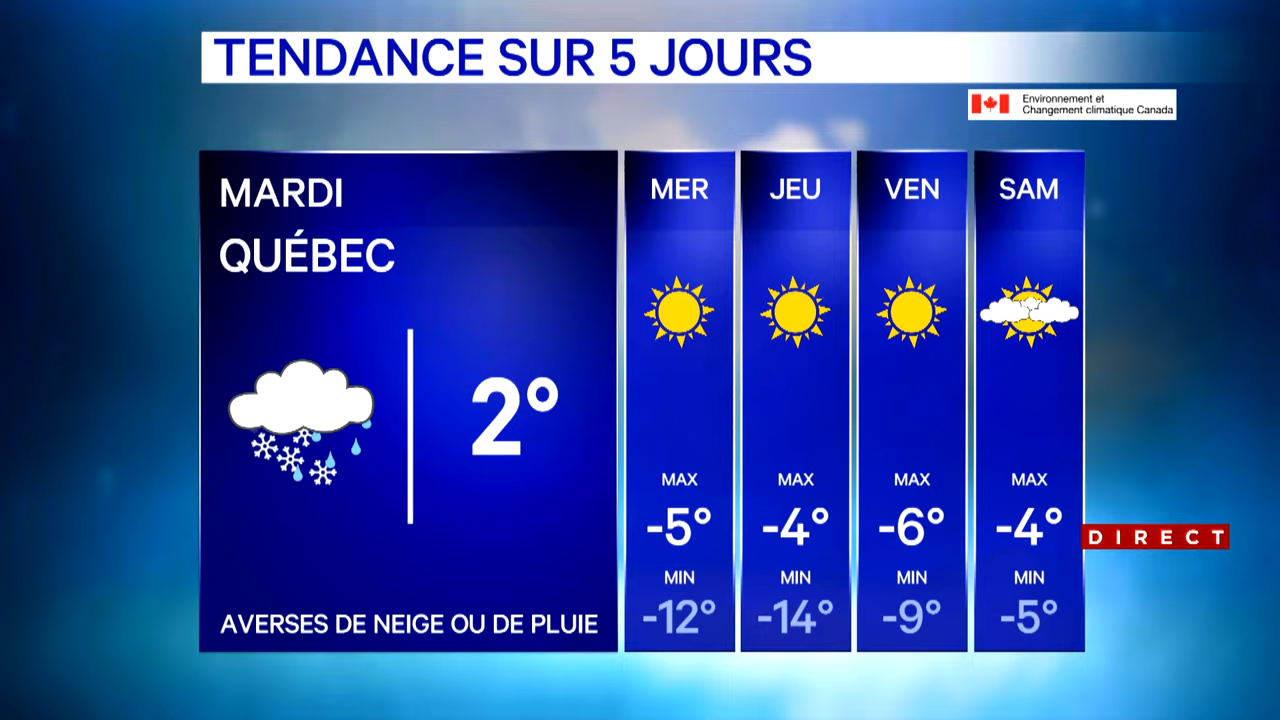 TENDANCE SUR 5 JOURS
Environnement et
Changement climatique Canada
MARDI
QUÉBEC
2°
AVERSES DE NEIGE OU DE PLUIE
MER
MAX
-5°
MIN
-12°
JEU
MAX
-4°
MIN
-14°
VEN
MAX
-6°
MIN
-9°
SAM
MAX
-4°
MIN
-5°
DIRECT